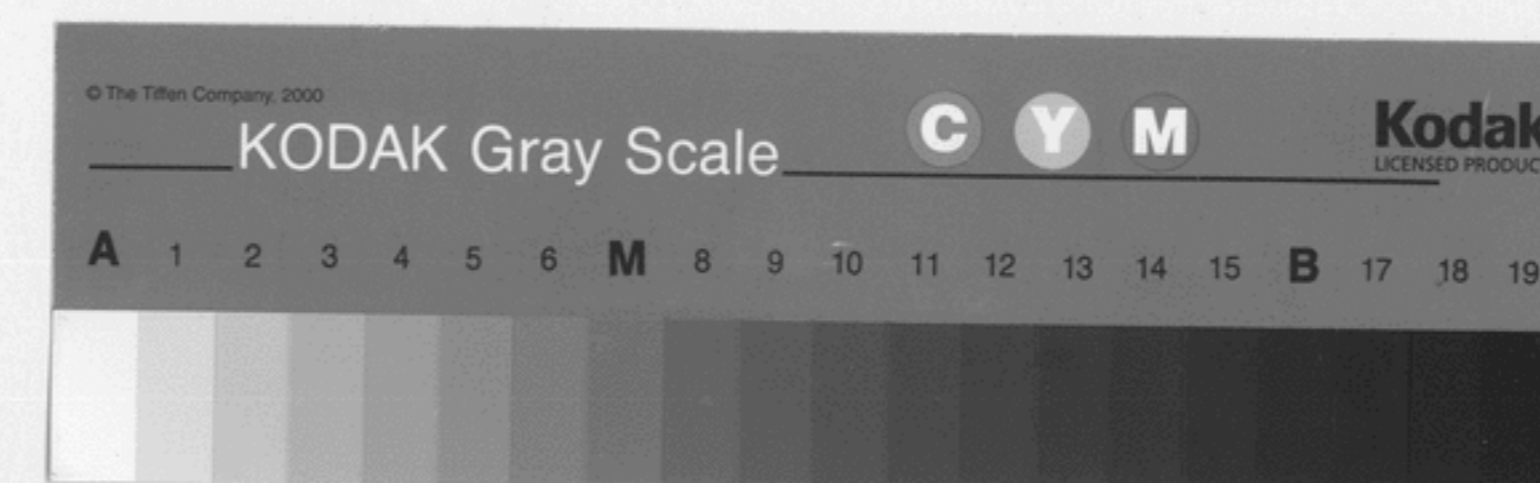 © The Tiffen Company, 2000
KODAK Gray Scale
C Y M
Kodak
LICENSED PRODUC
A 1 2 3 4 5 6 M 8 9 10 11 12 13 14 15 B 17 18 19